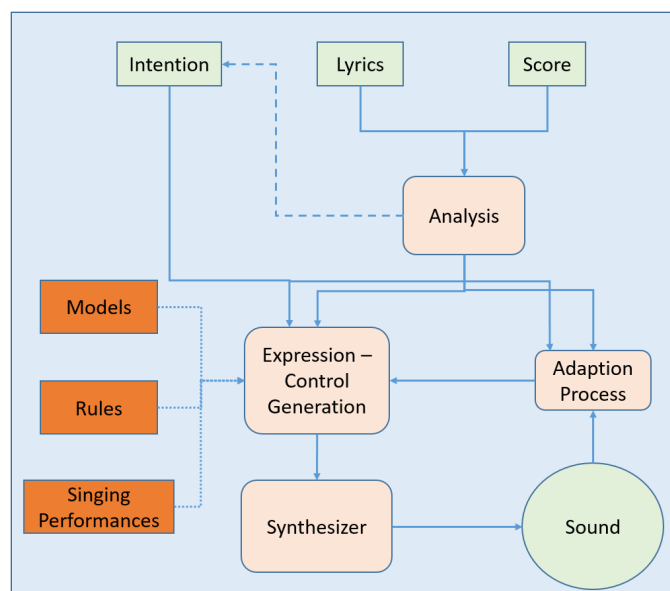 Intention
Lyrics
Score
Analysis
Models
Expression –
Control
Generation
Adaption
Process
Rules
Singing
Performances
Synthesizer
Sound